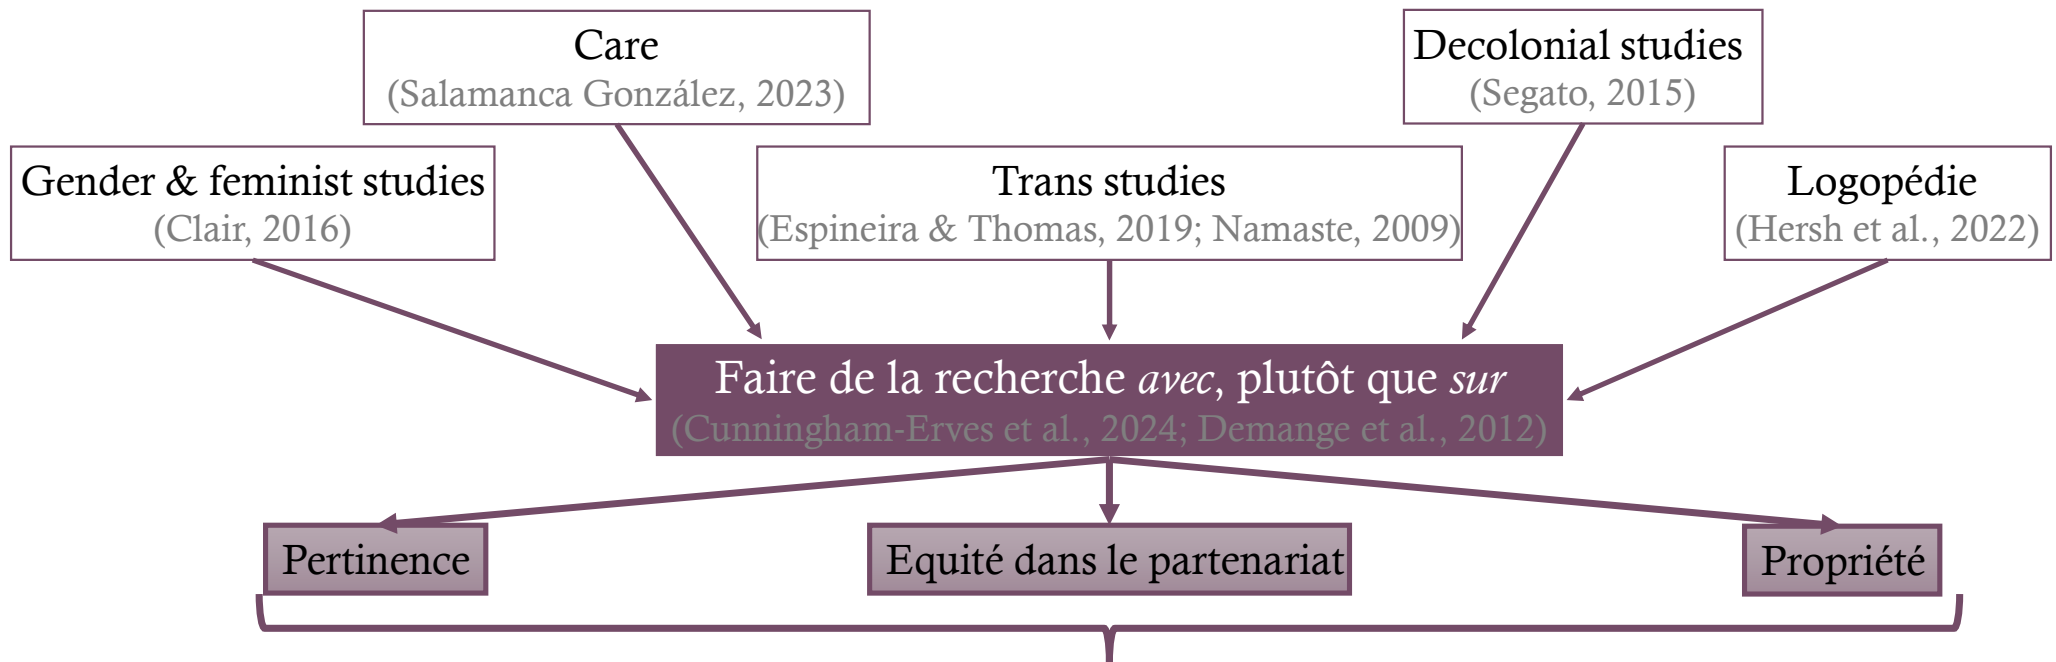 Care
(Salamanca González, 2023)
Decolonial studies
(Segato, 2015)
Gender & feminist studies
(Clair, 2016)
Trans studies
(Espineira & Thomas, 2019; Namaste, 2009)
Logopédie
(Hersh et al., 2022)
Faire de la recherche avec, plutôt que sur
(Cunningham-Erves et al., 2024; Demange et al., 2012)
Pertinence
Equité dans le partenariat
Propriété